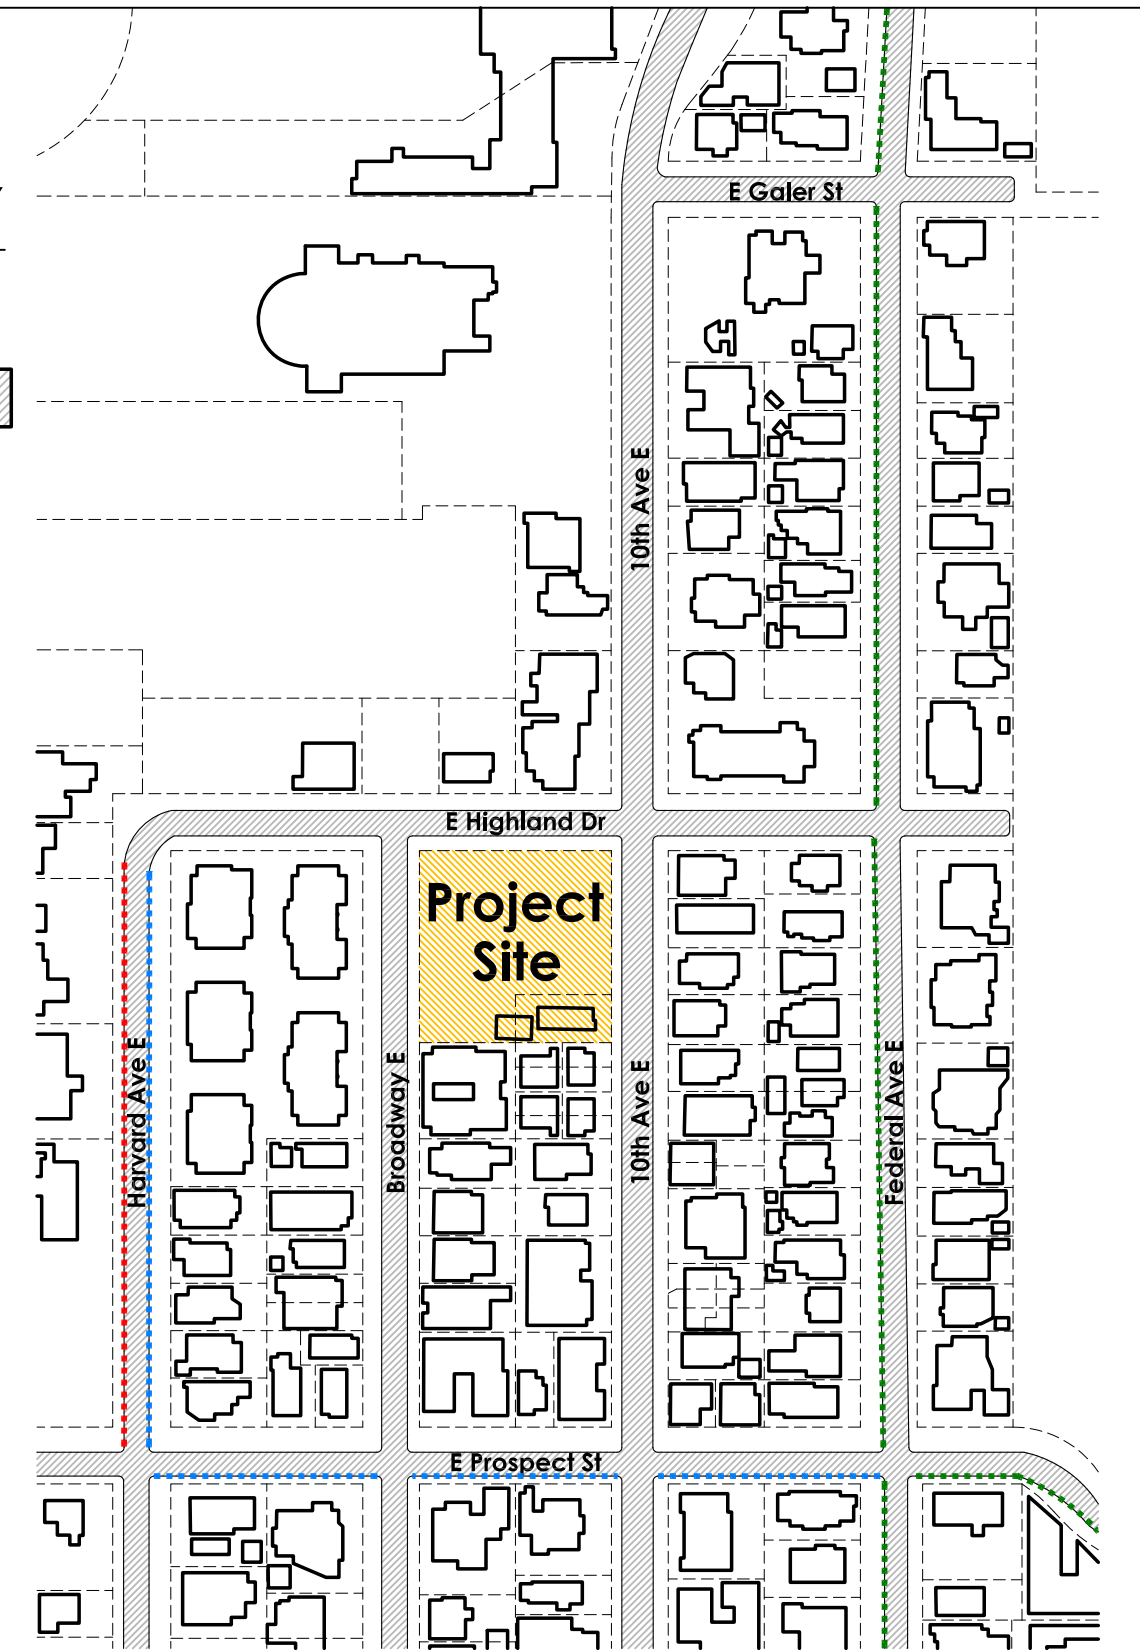 E Galer St
10th Ave E
E Highland Dr
Project
Site
Harvard Ave E
Broadway E
10th Ave E
Federal Ave E
E Prospect St